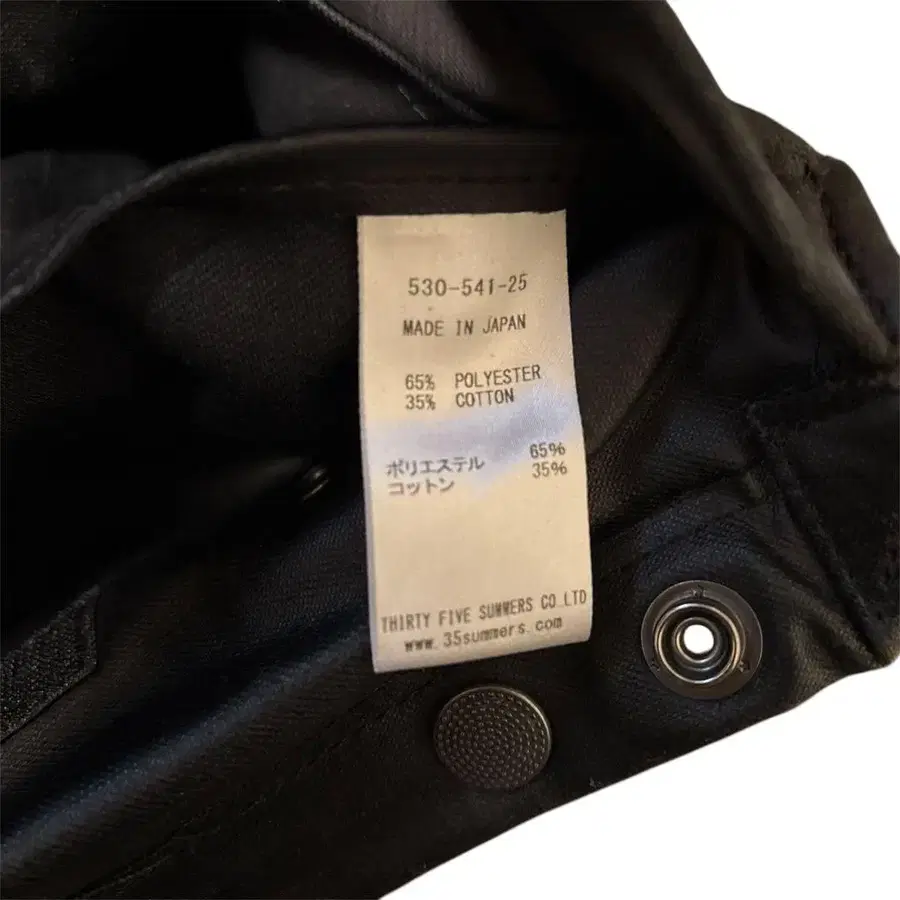 530-541-25
MADE IN JAPAN
65% POLYESTER
35% COTTON
ポリエステル 65%
コットン 35%
THIRTY FIVE SUMMERS CO.LTD
www.35summers.com